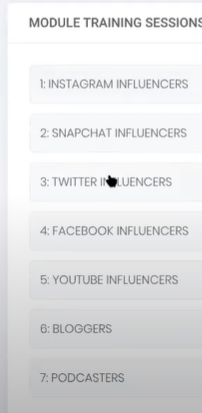 MODULE TRAINING SESSIONS
1: INSTAGRAM INFLUENCERS
2: SNAPCHAT INFLUENCERS
3: TWITTER INFLUENCERS
4: FACEBOOK INFLUENCERS
5: YOUTUBE INFLUENCERS
6: BLOGGERS
7: PODCASTERS